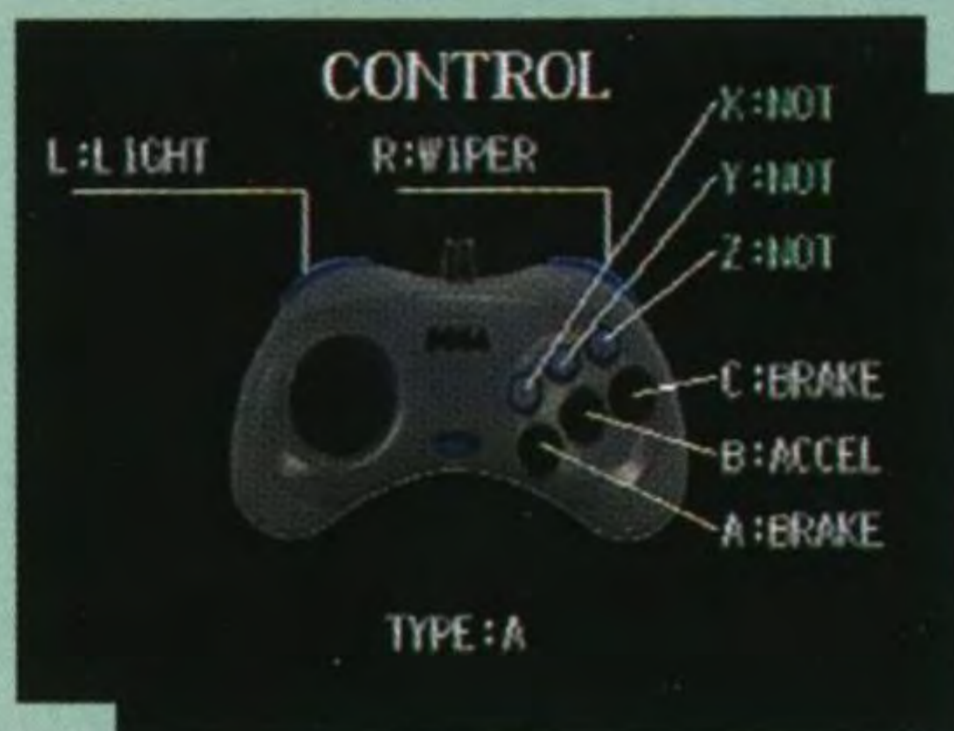 CONTROL
L:LIGHT
R:WIPER
X:NOT
Y:NOT
Z:NOT
C:BRAKE
B:ACCEL
A:BRAKE
TYPE:A